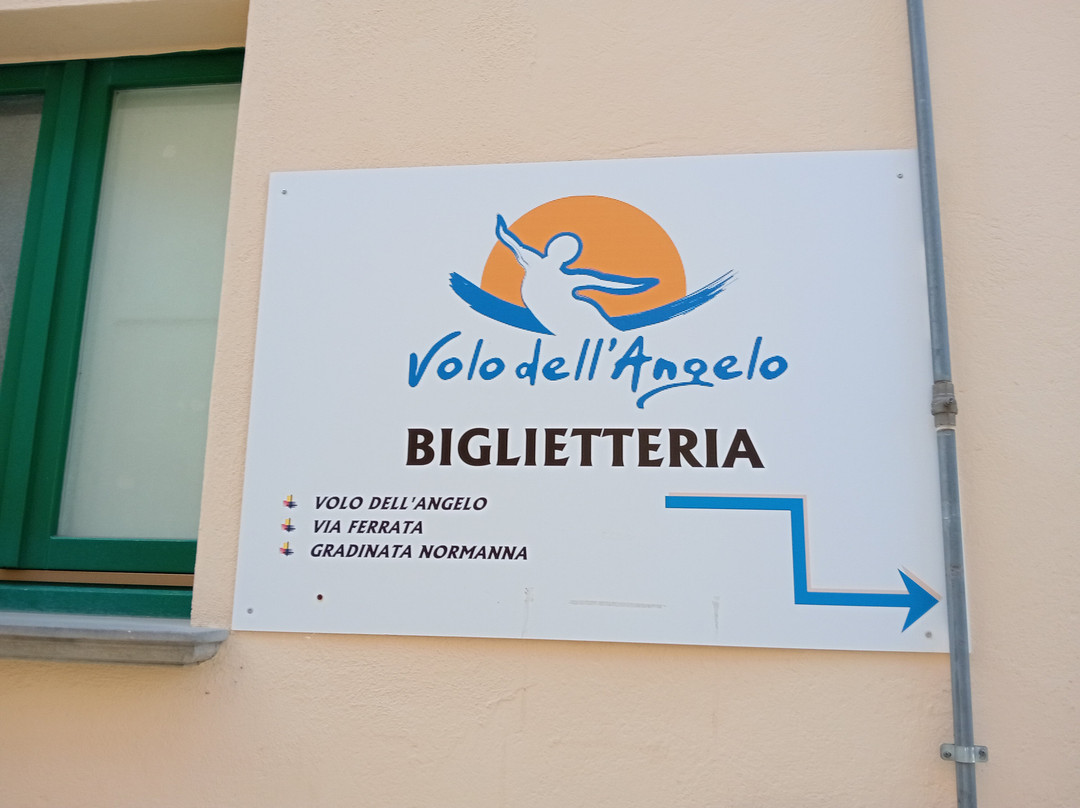 Volo dell'Angelo
BIGLIETTERIA
VOLO DELL'ANGELO
VIA FERRATA
GRADINATA NORMANNA